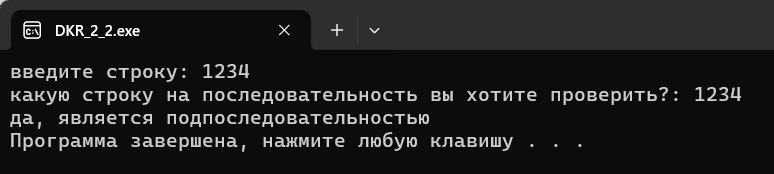 DKR_2_2.exe
введите строку: 1234
какую строку на последовательность вы хотите проверить?: 1234
да, является подпоследовательностью
Программа завершена, нажмите любую клавишу . . .